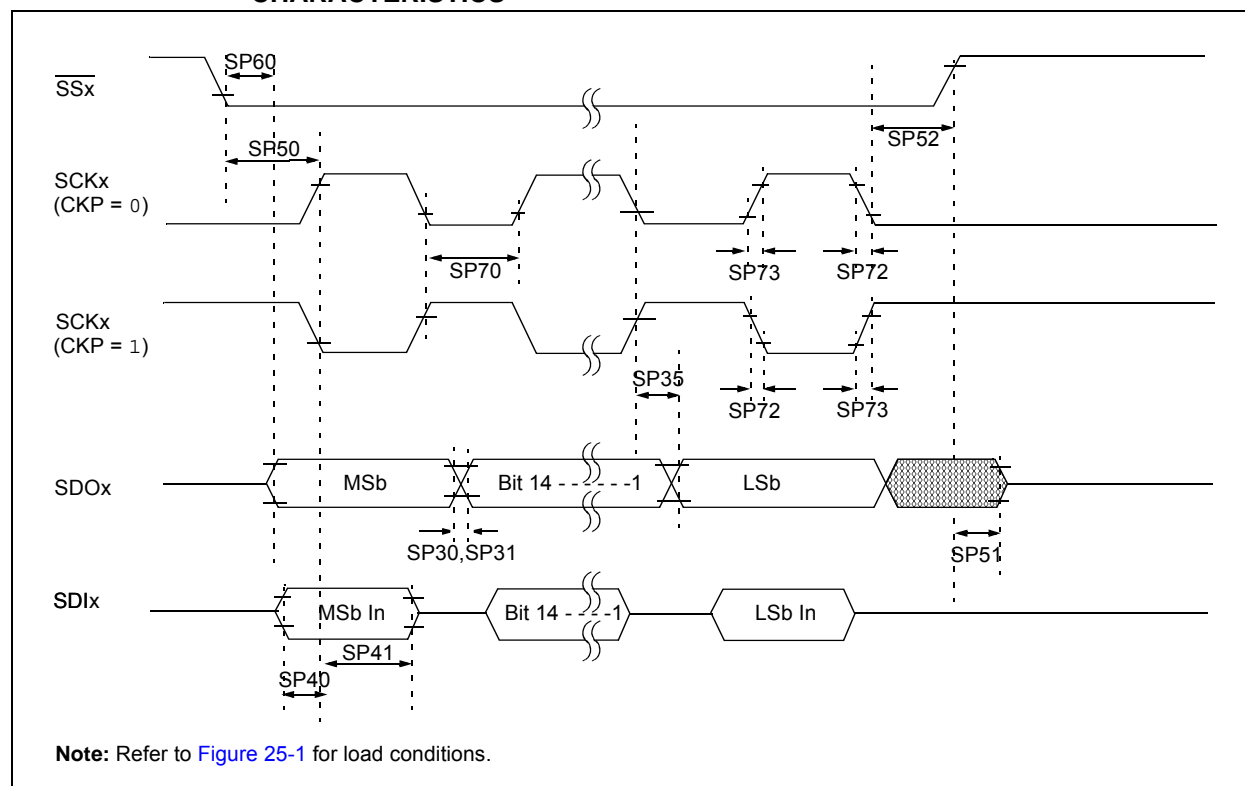 CHARACTERISTICS
SP60
SSx
SP52
SP50
SCKx
(CKP = 0)
SP70
SP73
SP72
SCKx
(CKP = 1)
SP35
SP72
SP73
SDOx
MSb
Bit 14 - - - - - -1
LSb
SP30,SP31
SP51
SDIx
MSb In
Bit 14 - - - -1
LSb In
SP41
SP40
Note: Refer to Figure 25-1 for load conditions.